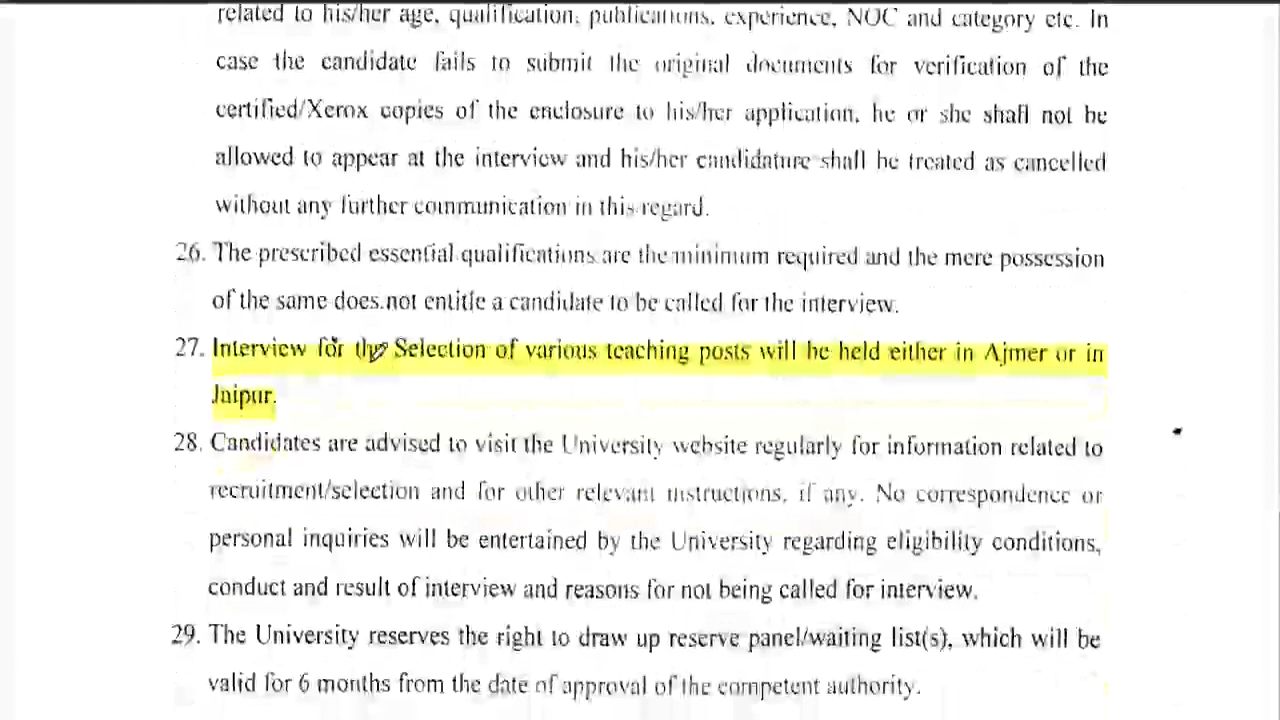 related to his/her age, qualification, publications, experience, NOC and category etc. In
case the candidate fails to submit the original documents for verification of the
certified/Xerox copies of the enclosure to his/her application, he or she shall not be
allowed to appear at the interview and his/her candidature shall be treated as cancelled
without any further communication in this regard.
26. The prescribed essential qualifications are the minimum required and the mere possession
of the same does not entitle a candidate to be called for the interview.
27. Interview for the Selection of various teaching posts will be held either in Ajmer or in
Jaipur.
28. Candidates are advised to visit the University website regularly for information related to
recruitment/selection and for other relevant instructions, if any. No correspondence or
personal inquiries will be entertained by the University regarding eligibility conditions,
conduct and result of interview and reasons for not being called for interview.
29. The University reserves the right to draw up reserve panel/waiting list(s), which will be
valid for 6 months from the date of approval of the competent authority.